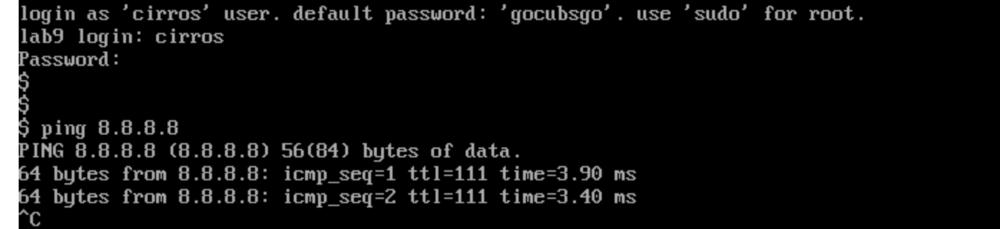 login as 'cirros' user. default password: 'gocubsgo'. use 'sudo' for root.
lab9 login: cirros
Password:
$
$
$ ping 8.8.8.8
PING 8.8.8.8 (8.8.8.8) 56(84) bytes of data.
64 bytes from 8.8.8.8: icmp_seq=1 ttl=111 time=3.90 ms
64 bytes from 8.8.8.8: icmp_seq=2 ttl=111 time=3.40 ms
^C